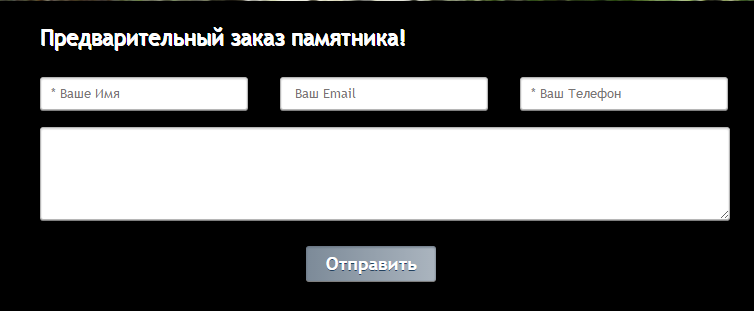 Предварительный заказ памятника!
* Ваше Имя
Ваш Email
* Ваш Телефон
Отправить